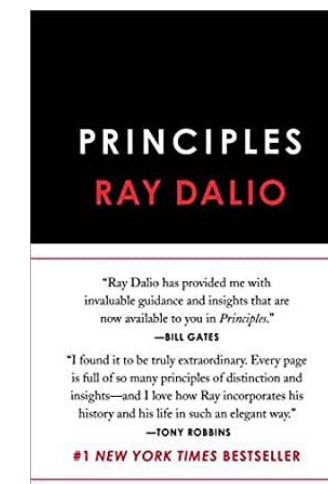 PRINCIPLES
RAY DALIO
“Ray Dalio has provided me with
invaluable guidance and insights that are
now available to you in Principles.”
—BILL GATES
“I found it to be truly extraordinary. Every page
is full of so many principles of distinction and
insights—and I love how Ray incorporates his
history and his life in such an elegant way.”
—TONY ROBBINS
#1 NEW YORK TIMES BESTSELLER